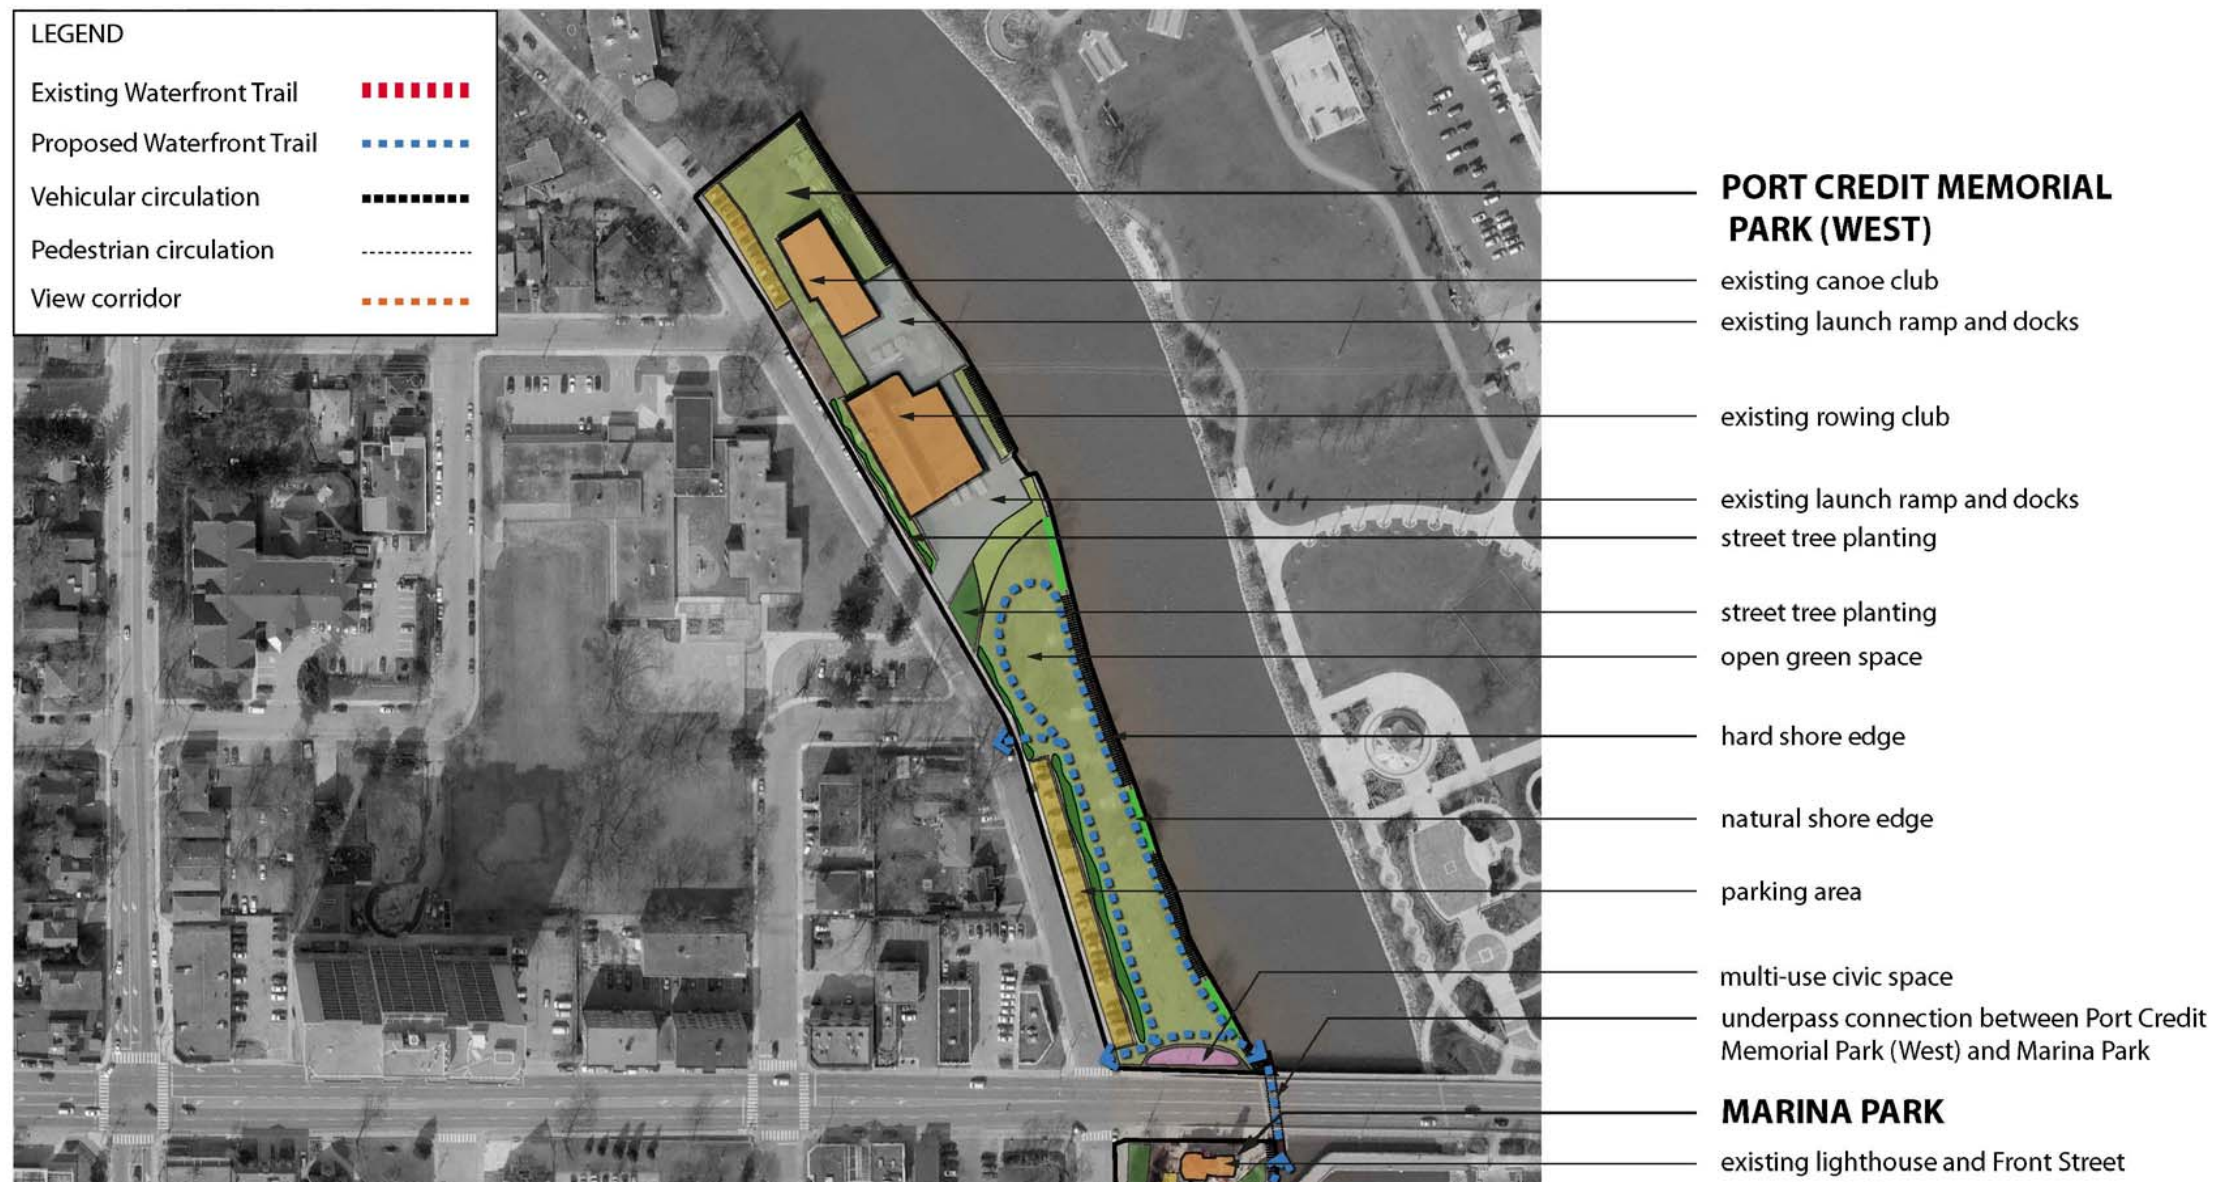 LEGEND
Existing Waterfront Trail
Proposed Waterfront Trail
Vehicular circulation
Pedestrian circulation
View corridor
PORT CREDIT MEMORIAL
PARK (WEST)
existing canoe club
existing launch ramp and docks
existing rowing club
existing launch ramp and docks
street tree planting
street tree planting
open green space
hard shore edge
natural shore edge
parking area
multi-use civic space
underpass connection between Port Credit
Memorial Park (West) and Marina Park
MARINA PARK
existing lighthouse and Front Street